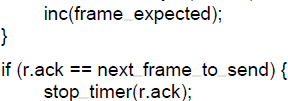 inc(frame_expected);
}
if (r.ack == next_frame_to_send) {
stop_timer(r.ack);